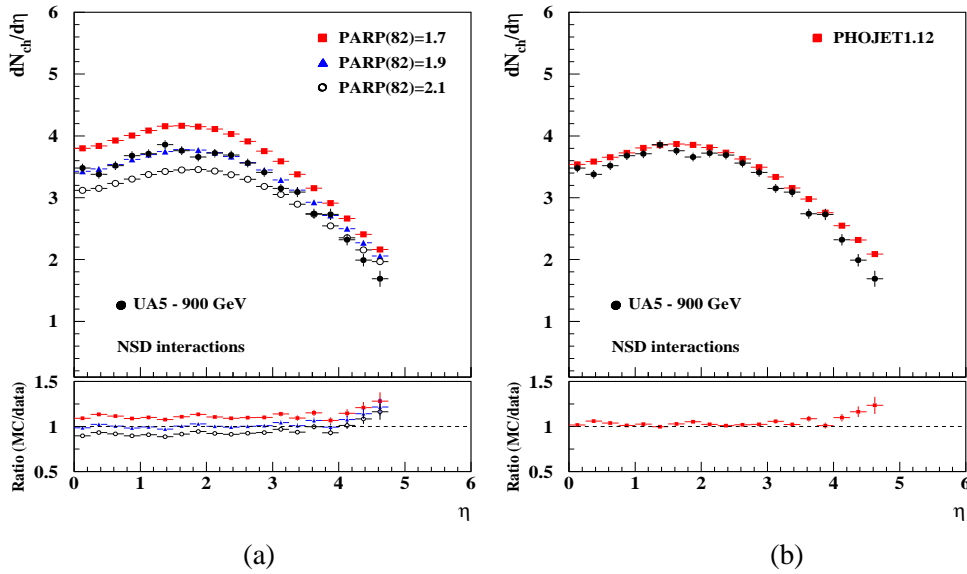 dN_ch/dη
6
5
4
3
2
1
PARP(82)=1.7
PARP(82)=1.9
PARP(82)=2.1
UA5 - 900 GeV
NSD interactions
Ratio (MC/data)
1.5
1
0.5
0 1 2 3 4 5 6
η
(a)
dN_ch/dη
6
5
4
3
2
1
PHOJET1.12
UA5 - 900 GeV
NSD interactions
Ratio (MC/data)
1.5
1
0.5
0 1 2 3 4 5 6
η
(b)